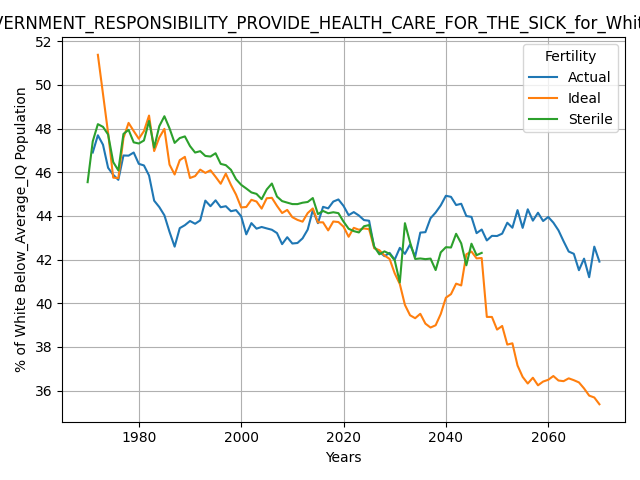 VERNMENT_RESPONSIBILITY_PROVIDE_HEALTH_CARE_FOR_THE_SICK_for_Whit
52
50
48
46
44
42
40
38
36
% of White Below_Average_IQ Population
Fertility
Actual
Ideal
Sterile
1980
2000
2020
2040
2060
Years